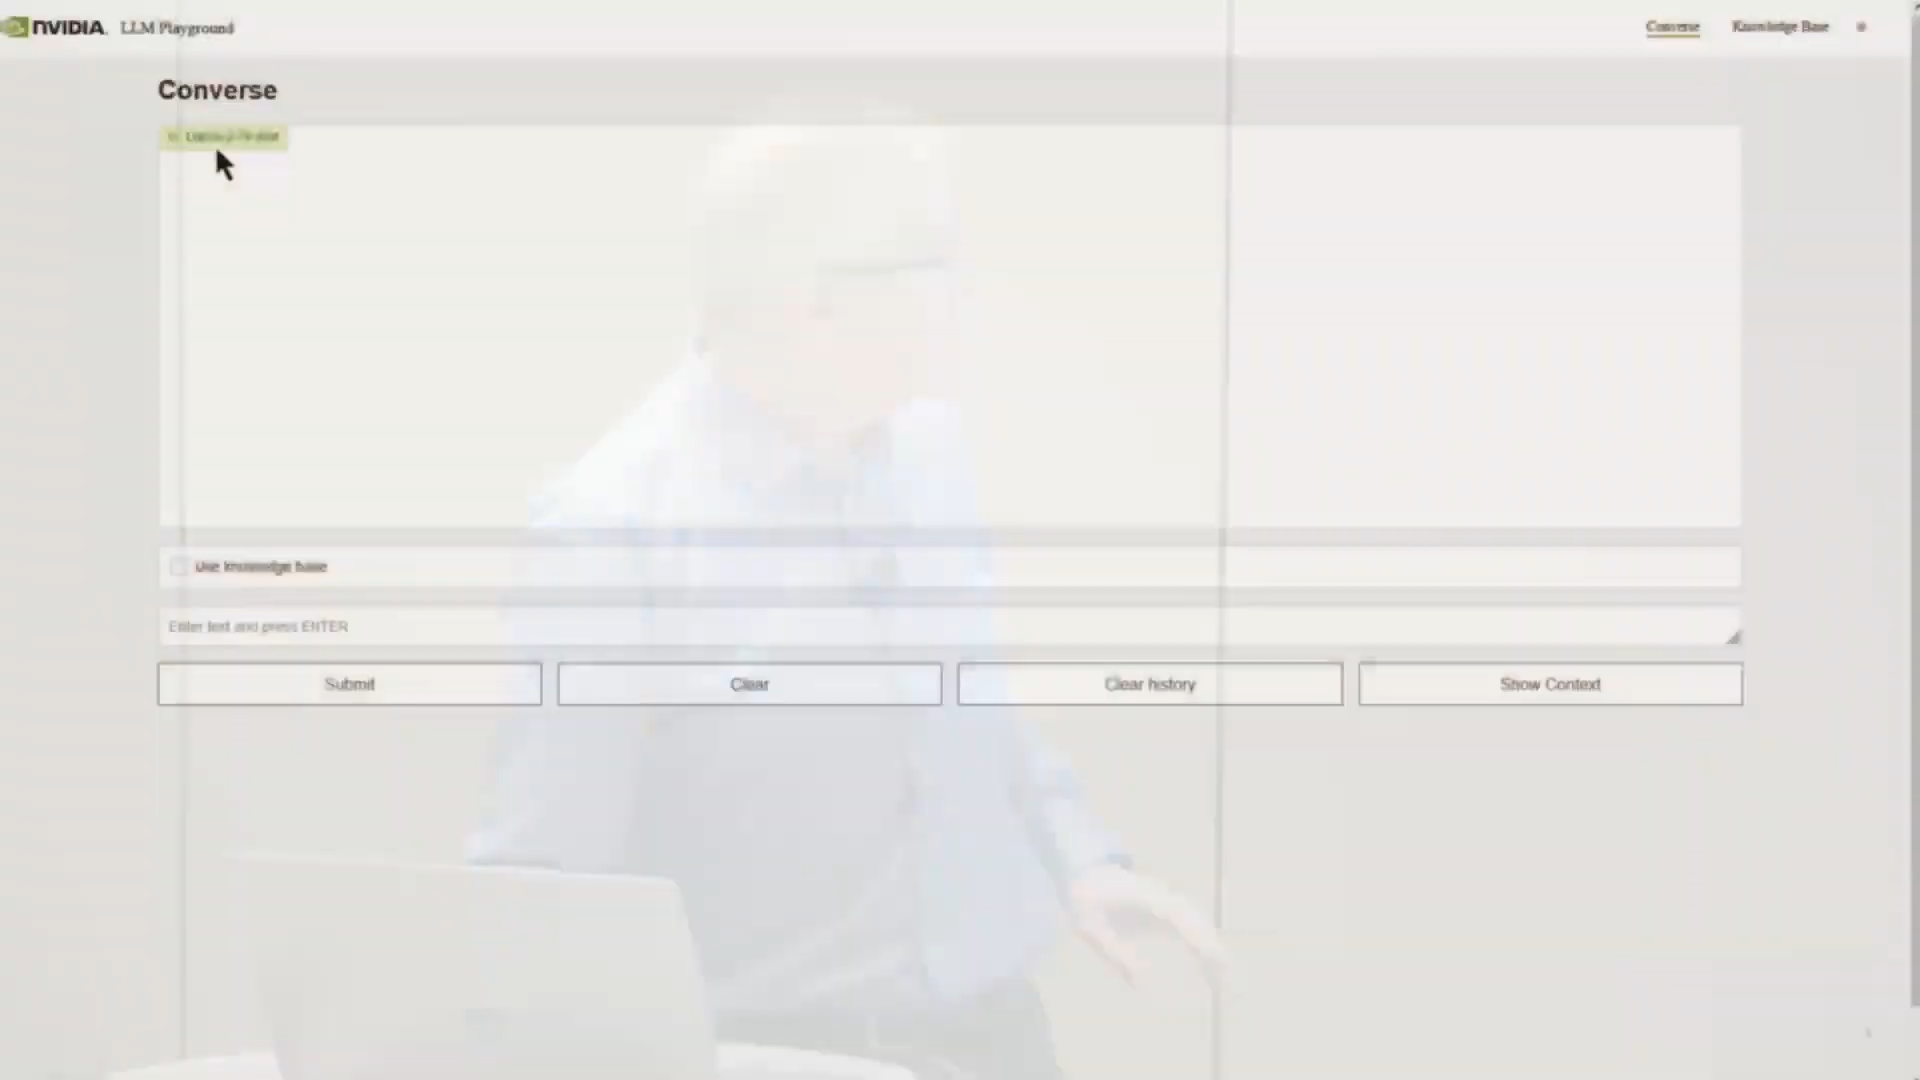 NVIDIA. LLM Playground
Converse
Knowledge Base
Converse
Use knowledge base
Enter text and press ENTER
Submit
Clear
Clear history
Show Context